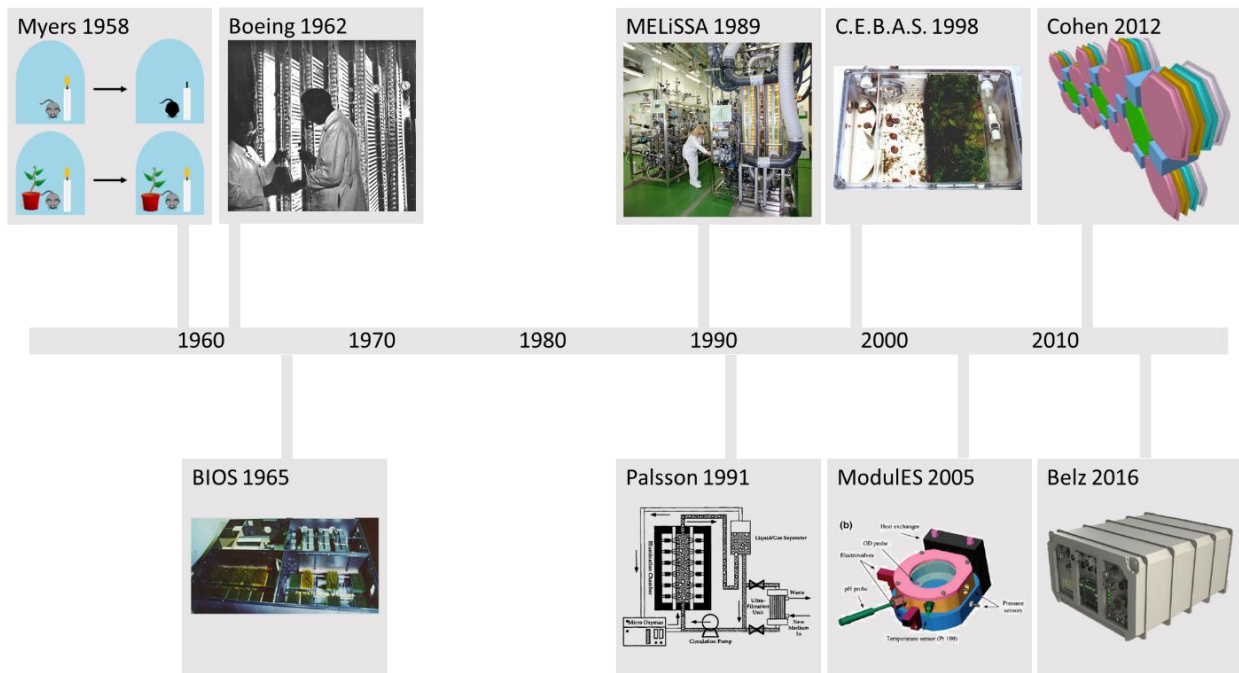 Myers 1958
Boeing 1962
MELiSSA 1989
C.E.B.A.S. 1998
Cohen 2012
1960 1970 1980 1990 2000 2010
BIOS 1965
Palsson 1991
Illumination Chamber
Liquid/Gas Separator
Ultra-
Filtration
Unit
Waste
New
Medium
In
Micro Oxymax
Circulation Pump
ModulES 2005
(b)
Heat exchanger
OD probe
Electrovalves
pH probe
Pressure
sensors
Temperature sensor (Pt 100)
Belz 2016